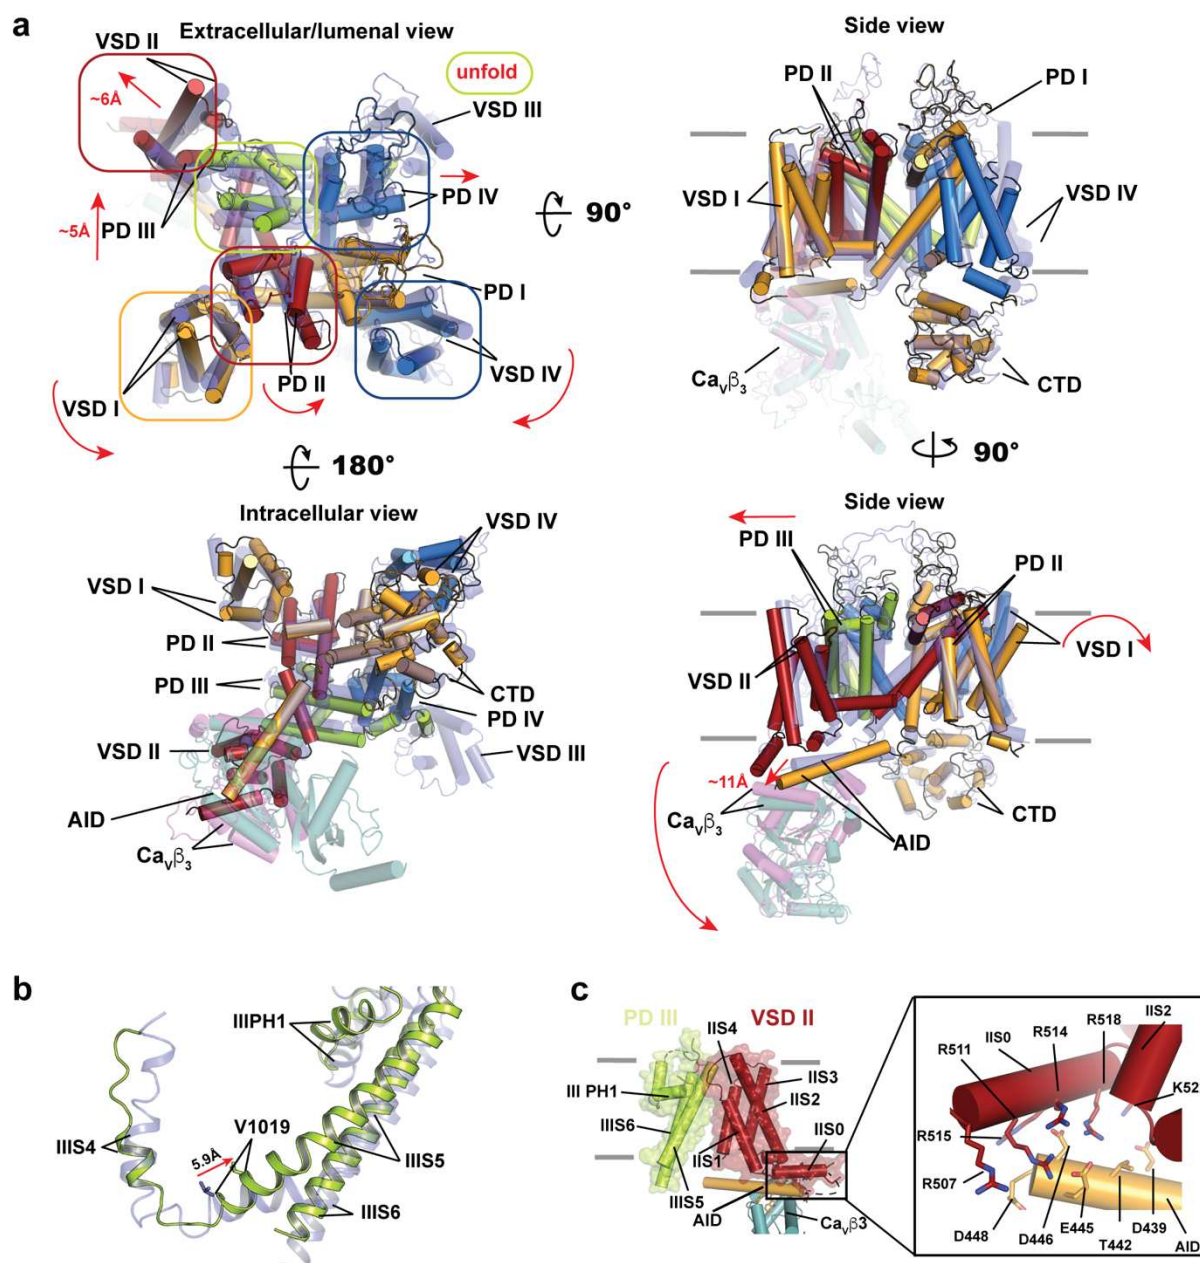 a
Extracellular/lumenal view
VSD II
unfold
~6Å
VSD III
PD IV
~5Å
PD III
PD I
VSD I
PD II
VSD IV
90°
Side view
PD II
PD I
VSD I
VSD IV
CaVβ3
CTD
180°
90°
Intracellular view
VSD IV
VSD I
PD II
PD III
CTD
PD IV
VSD II
VSD III
AID
CaVβ3
Side view
PD III
PD II
VSD I
VSD II
~11Å
CaVβ3
AID
CTD
b
IIIPH1
IIIS4
V1019
5.9Å
IIIS5
IIIS6
c
PD III
VSD II
IIS4
IIS3
IIS2
III PH1
IIIS6
IIS0
IIS1
IIIS5
AID
CaVβ3
R518
IIS2
R514
IIS0
R511
K52
R515
R507
D448
D446
E445
T442
D439
AID